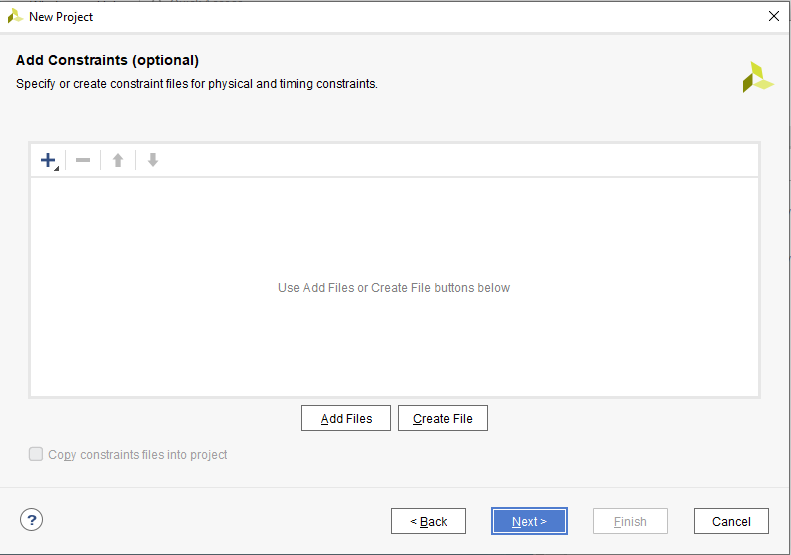 New Project
Add Constraints (optional)
Specify or create constraint files for physical and timing constraints.
Use Add Files or Create File buttons below
Add Files
Create File
Copy constraints files into project
?
< Back
Next >
Finish
Cancel